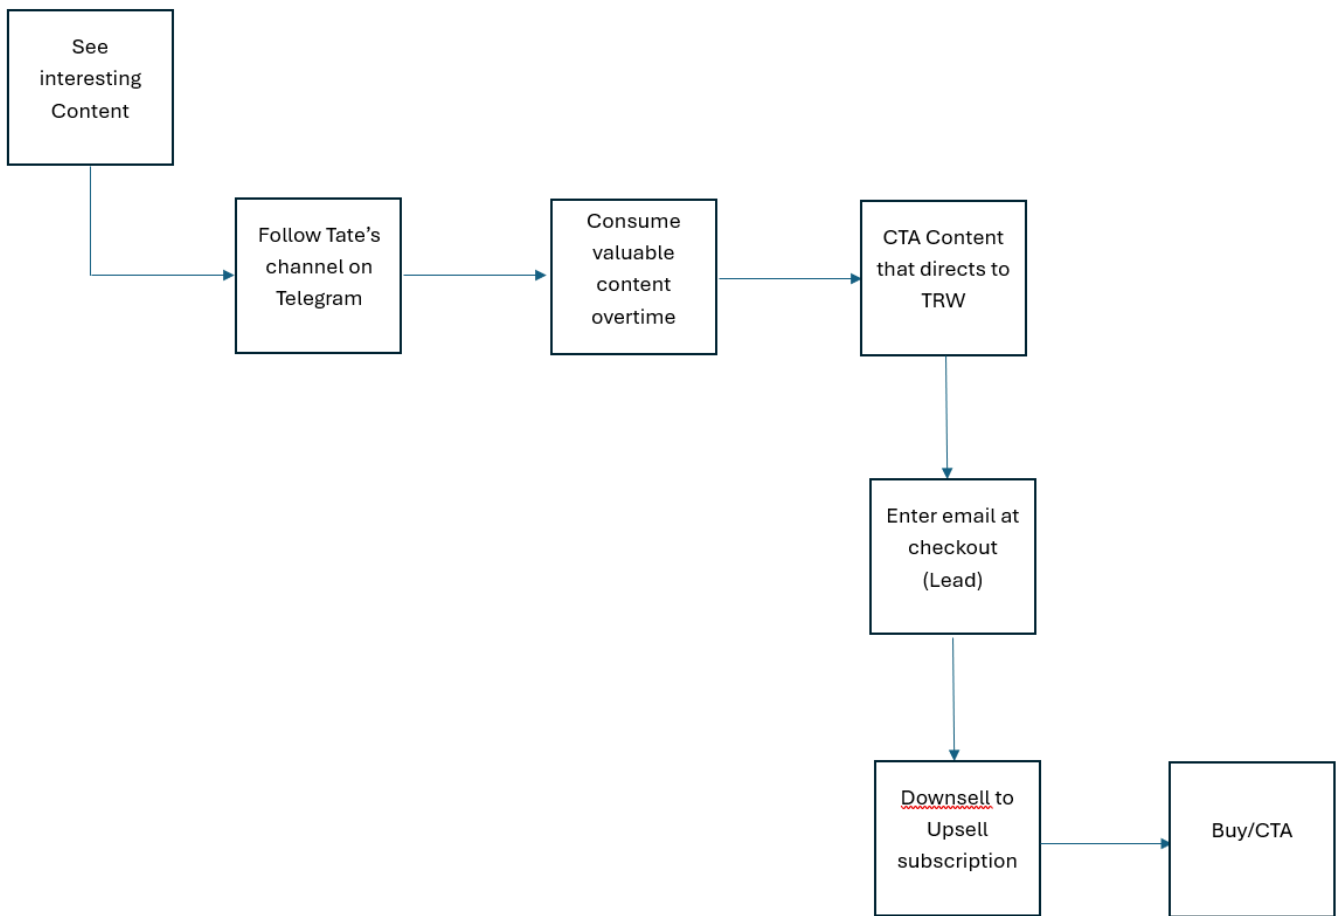 See
interesting
Content
Follow Tate’s
channel on
Telegram
Consume
valuable
content
overtime
CTA Content
that directs to
TRW
Enter email at
checkout
(Lead)
Downsell to
Upsell
subscription
Buy/CTA